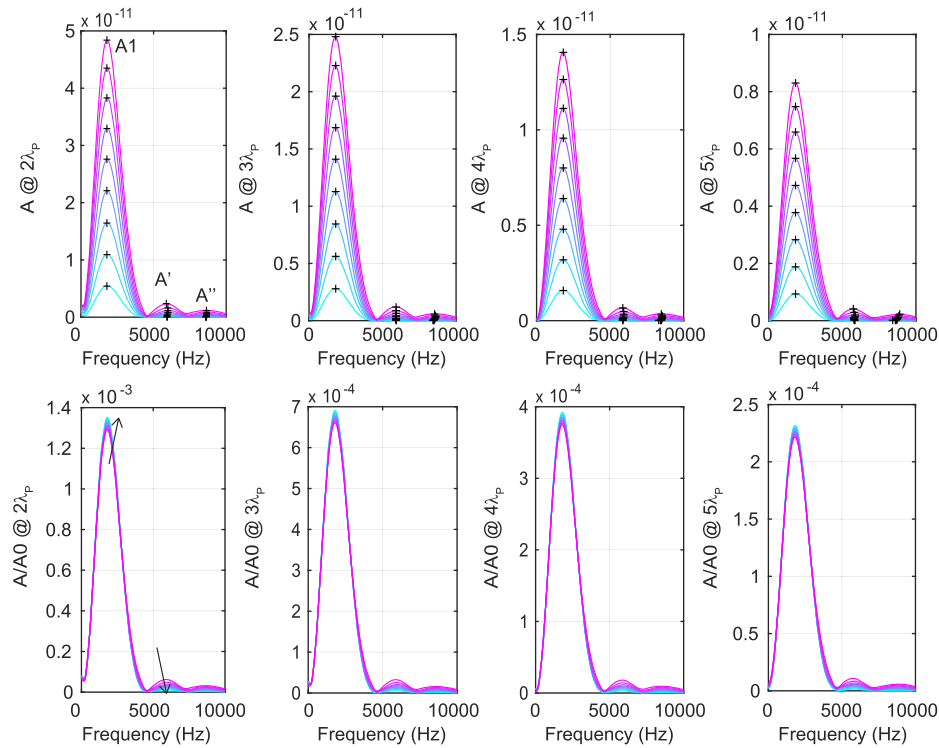 x 10⁻¹¹
5
4
3
2
1
0
A @ 2λP
A1
A'
A''
0 5000 10000
Frequency (Hz)
x 10⁻¹¹
2.5
2
1.5
1
0.5
0
A @ 3λP
0 5000 10000
Frequency (Hz)
x 10⁻¹¹
1.5
1
0.5
0
A @ 4λP
0 5000 10000
Frequency (Hz)
x 10⁻¹¹
1
0.8
0.6
0.4
0.2
0
A @ 5λP
0 5000 10000
Frequency (Hz)
x 10⁻³
1.4
1.2
1.0
0.8
0.6
0.4
0.2
0
A/A0 @ 2λP
0 5000 10000
Frequency (Hz)
x 10⁻⁴
7
6
5
4
3
2
1
0
A/A0 @ 3λP
0 5000 10000
Frequency (Hz)
x 10⁻⁴
4
3
2
1
0
A/A0 @ 4λP
0 5000 10000
Frequency (Hz)
x 10⁻⁴
2.5
2
1.5
1
0.5
0
A/A0 @ 5λP
0 5000 10000
Frequency (Hz)